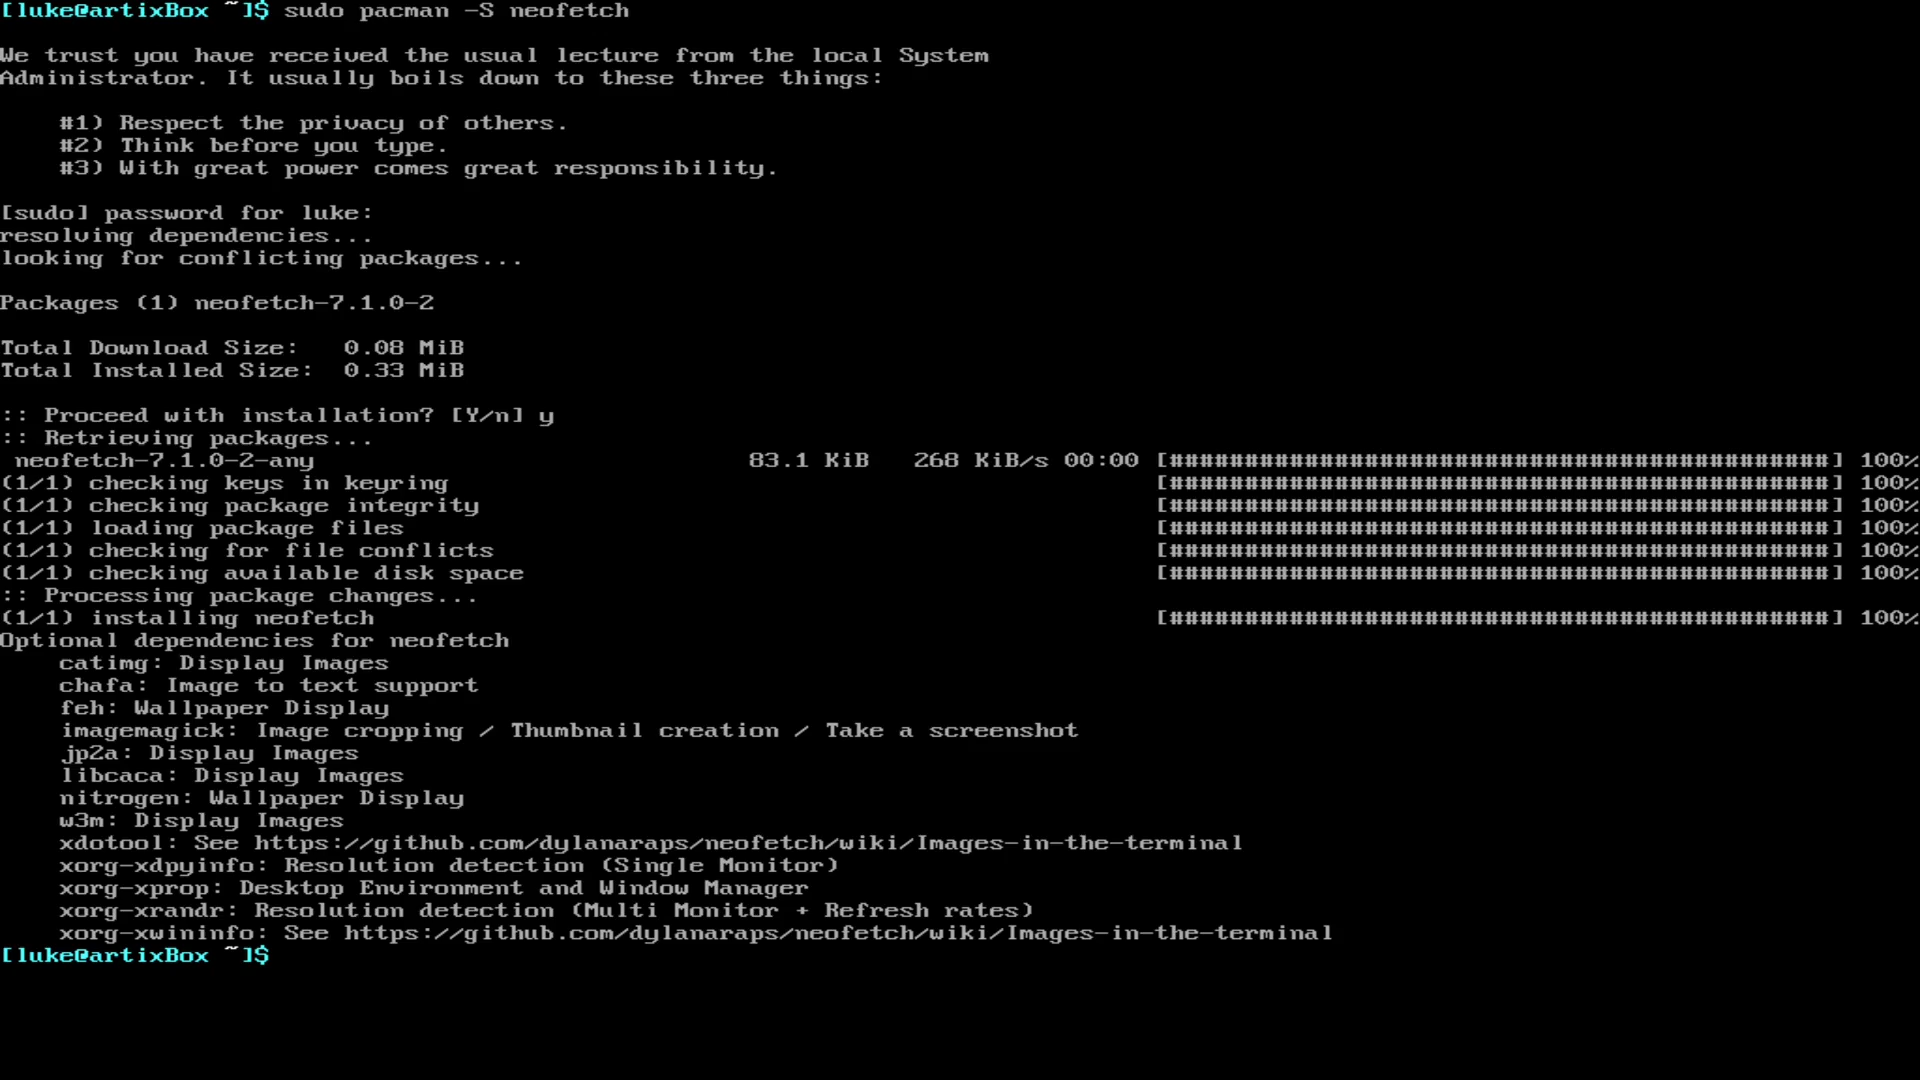 [luke@artixBox ~]$ sudo pacman -S neofetch
We trust you have received the usual lecture from the local System
Administrator. It usually boils down to these three things:
#1) Respect the privacy of others.
#2) Think before you type.
#3) With great power comes great responsibility.
[sudo] password for luke:
resolving dependencies...
looking for conflicting packages...
Packages (1) neofetch-7.1.0-2
Total Download Size:   0.08 MiB
Total Installed Size:  0.33 MiB
:: Proceed with installation? [Y/n] y
:: Retrieving packages...
neofetch-7.1.0-2-any 83.1 KiB 268 KiB/s 00:00 [############################################] 100%
(1/1) checking keys in keyring [############################################] 100%
(1/1) checking package integrity [############################################] 100%
(1/1) loading package files [############################################] 100%
(1/1) checking for file conflicts [############################################] 100%
(1/1) checking available disk space [############################################] 100%
:: Processing package changes...
(1/1) installing neofetch [############################################] 100%
Optional dependencies for neofetch
catimg: Display Images
chafa: Image to text support
feh: Wallpaper Display
imagemagick: Image cropping / Thumbnail creation / Take a screenshot
jp2a: Display Images
libcaca: Display Images
nitrogen: Wallpaper Display
w3m: Display Images
xdotool: See https://github.com/dylanaraps/neofetch/wiki/Images-in-the-terminal
xorg-xdpyinfo: Resolution detection (Single Monitor)
xorg-xprop: Desktop Environment and Window Manager
xorg-xrandr: Resolution detection (Multi Monitor + Refresh rates)
xorg-xwininfo: See https://github.com/dylanaraps/neofetch/wiki/Images-in-the-terminal
[luke@artixBox ~]$